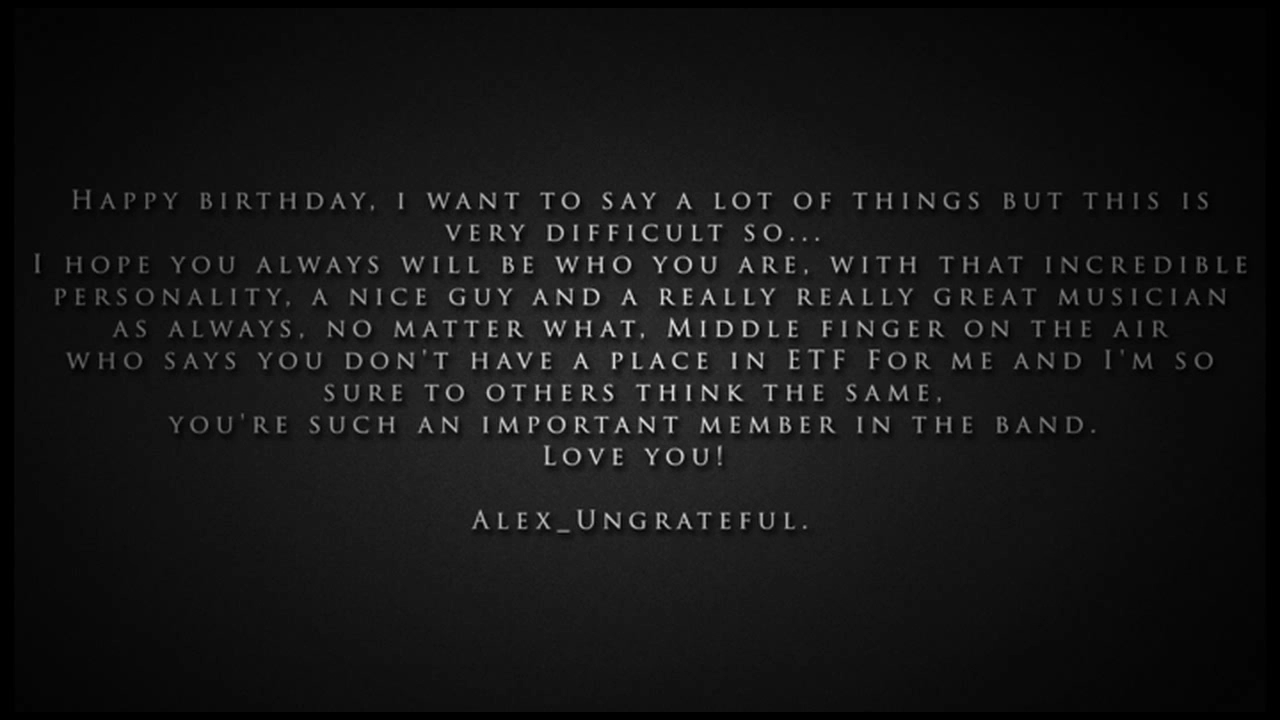 Happy birthday, i want to say a lot of things but this is
very difficult so...
I hope you always will be who you are, with that incredible
personality, a nice guy and a really really great musician
as always, no matter what, Middle finger on the air
who says you don't have a place in ETF For me and I'm so
sure to others think the same,
you're such an important member in the band.
Love you!
Alex_Ungrateful.